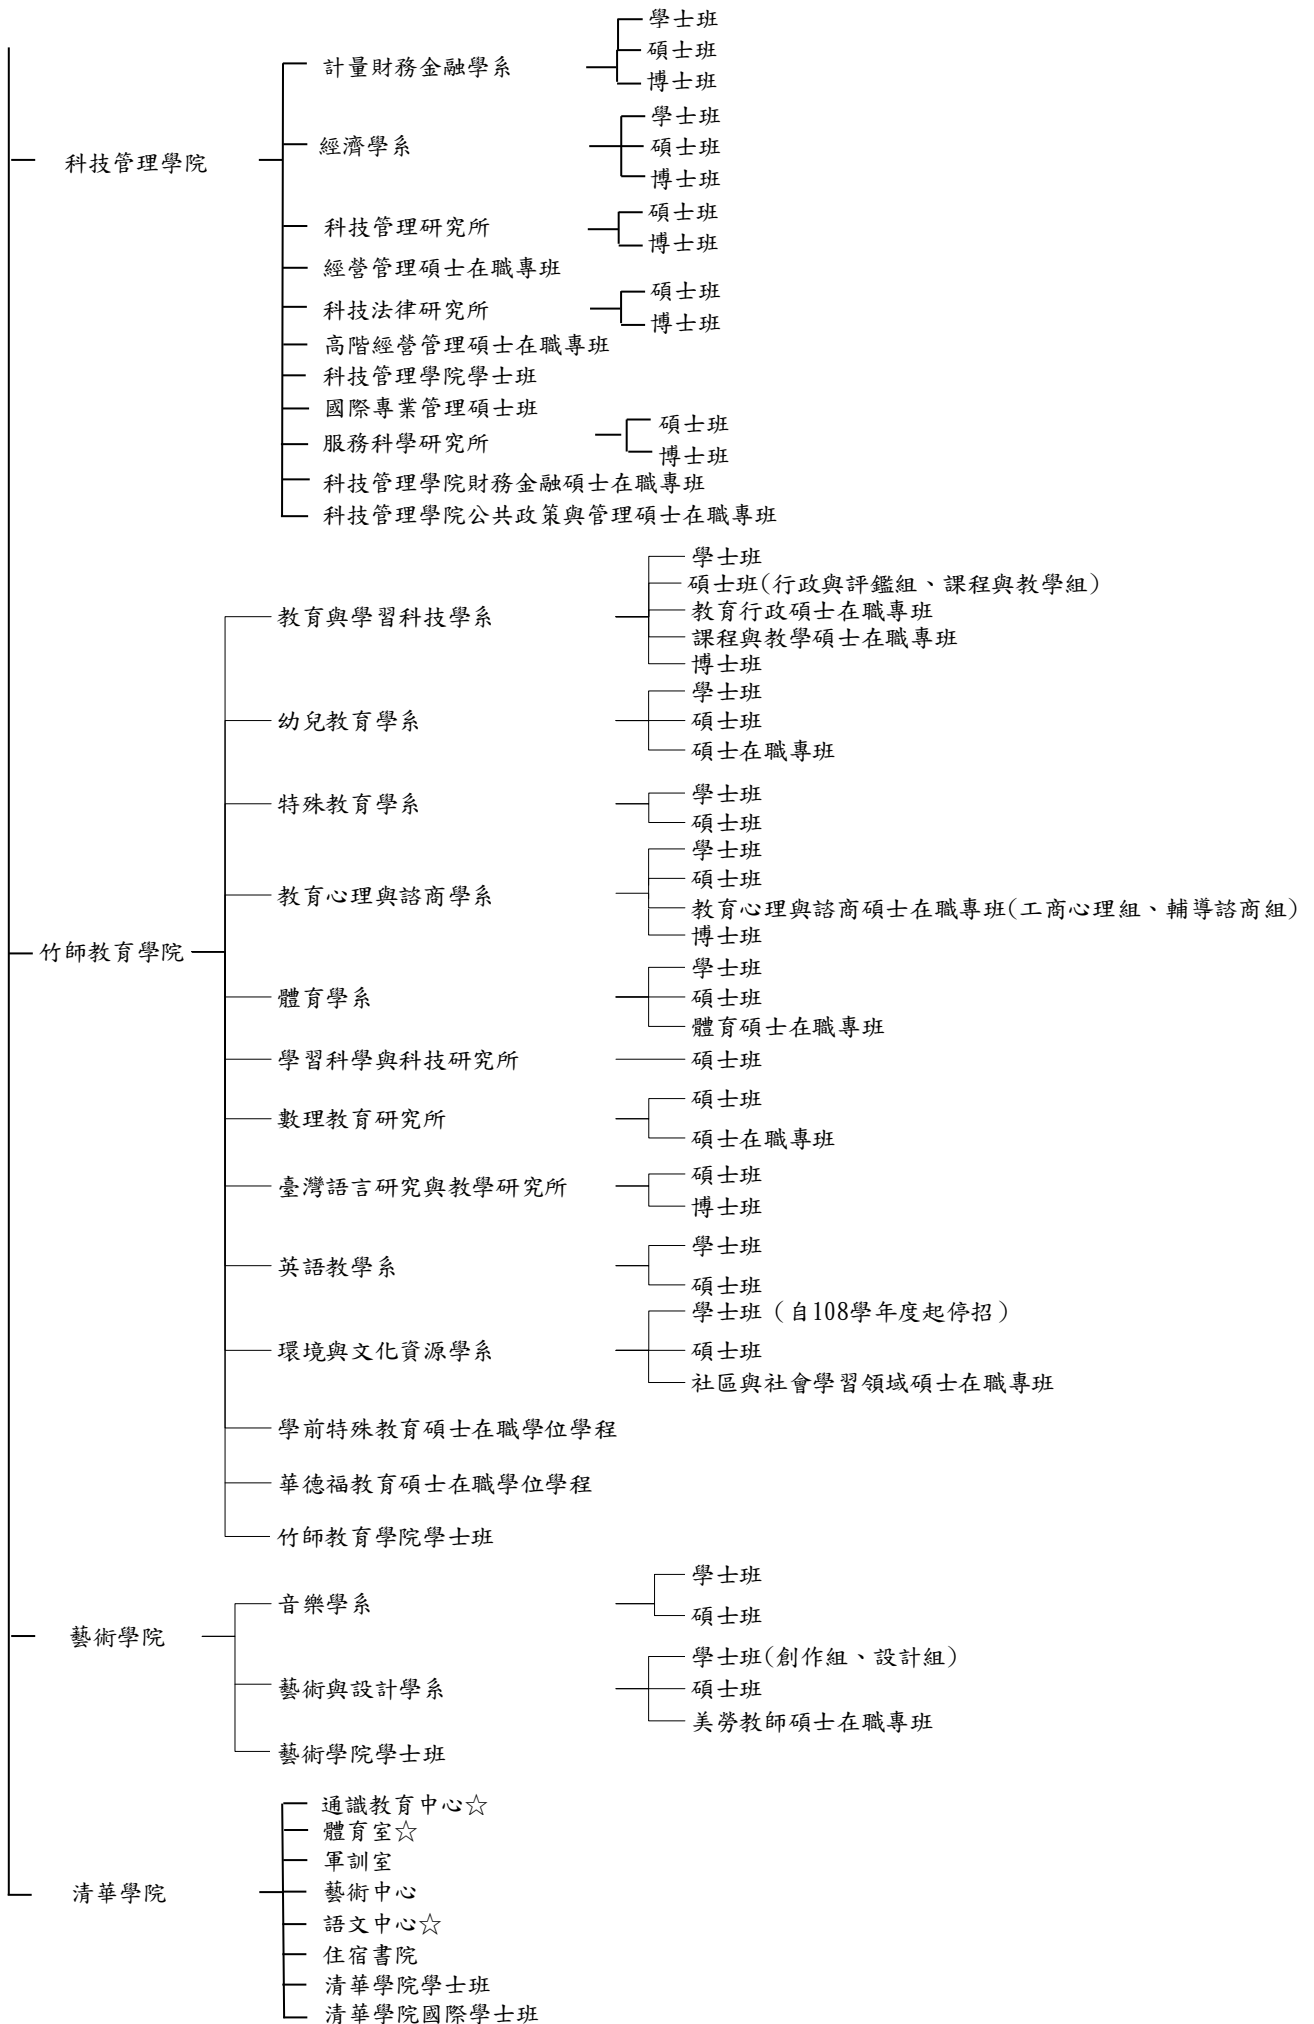 科技管理學院
計量財務金融學系
學士班
碩士班
博士班
經濟學系
學士班
碩士班
博士班
科技管理研究所
碩士班
博士班
經營管理碩士在職專班
科技法律研究所
碩士班
博士班
高階經營管理碩士在職專班
科技管理學院學士班
國際專業管理碩士班
服務科學研究所
碩士班
博士班
科技管理學院財務金融碩士在職專班
科技管理學院公共政策與管理碩士在職專班
竹師教育學院
教育與學習科技學系
學士班
碩士班(行政與評鑑組、課程與教學組)
教育行政碩士在職專班
課程與教學碩士在職專班
博士班
幼兒教育學系
學士班
碩士班
碩士在職專班
特殊教育學系
學士班
碩士班
教育心理與諮商學系
學士班
碩士班
教育心理與諮商碩士在職專班(工商心理組、輔導諮商組)
博士班
體育學系
學士班
碩士班
體育碩士在職專班
學習科學與科技研究所
碩士班
數理教育研究所
碩士班
碩士在職專班
臺灣語言研究與教學研究所
碩士班
博士班
英語教學系
學士班
碩士班
環境與文化資源學系
學士班（自108學年度起停招）
碩士班
社區與社會學習領域碩士在職專班
學前特殊教育碩士在職學位學程
華德福教育碩士在職學位學程
竹師教育學院學士班
藝術學院
音樂學系
學士班
碩士班
藝術與設計學系
學士班(創作組、設計組)
碩士班
美勞教師碩士在職專班
藝術學院學士班
清華學院
通識教育中心☆
體育室☆
軍訓室
藝術中心
語文中心☆
住宿書院
清華學院學士班
清華學院國際學士班